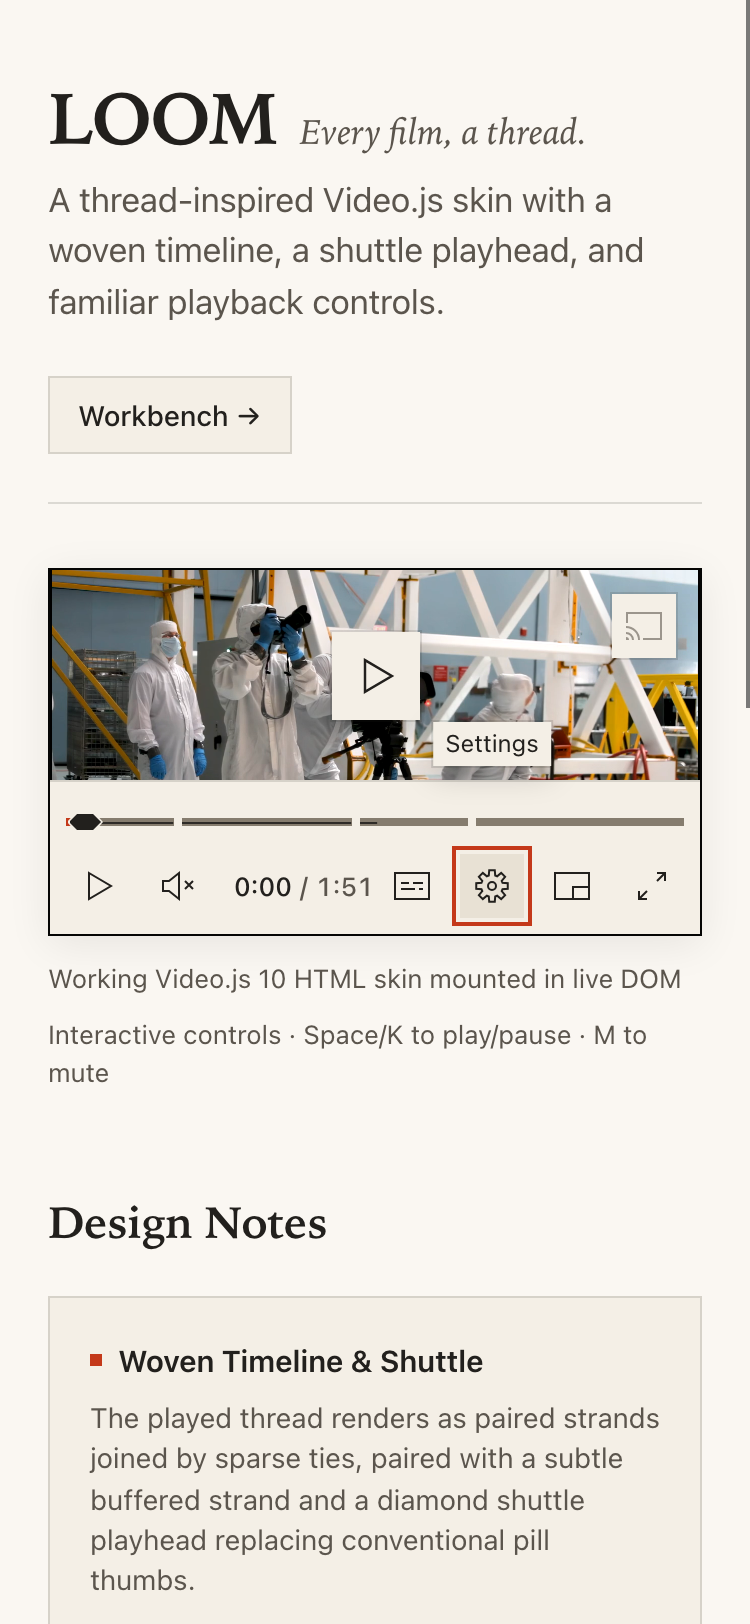 LOOM Every film, a thread.
A thread-inspired Video.js skin with a
woven timeline, a shuttle playhead, and
familiar playback controls.
Workbench →
Settings
0:00 / 1:51
Working Video.js 10 HTML skin mounted in live DOM
Interactive controls · Space/K to play/pause · M to
mute
Design Notes
Woven Timeline & Shuttle
The played thread renders as paired strands
joined by sparse ties, paired with a subtle
buffered strand and a diamond shuttle
playhead replacing conventional pill
thumbs.